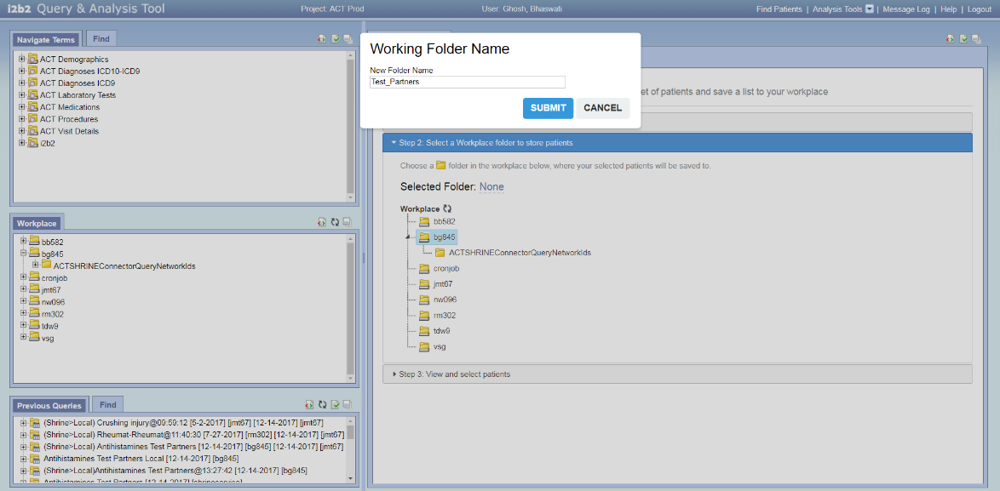 i2b2 Query & Analysis Tool
Project: ACT Prod
User: Ghosh, Bhaswati
Find Patients | Analysis Tools | Message Log | Help | Logout
Navigate Terms
Find
ACT Demographics
ACT Diagnoses ICD10-ICD9
ACT Diagnoses ICD9
ACT Laboratory Tests
ACT Medications
ACT Procedures
ACT Visit Details
i2b2
Workplace
bb582
bg845
ACTSHRINEConnectorQueryNetworkIds
cronjob
jmt67
nw096
rm302
tdw9
vsg
Previous Queries
Find
(Shrine>Local) Crushing injury@09:59:12 [5-2-2017] [jmt67] [12-14-2017] [jmt67]
(Shrine>Local) Rheumat-Rheumat@11:40:30 [7-27-2017] [rm302] [12-14-2017] [jmt67]
(Shrine>Local) Antihistamines Test Partners [12-14-2017] [bg845] [12-14-2017] [jmt67]
Antihistamines Test Partners Local [12-14-2017] [bg845]
(Shrine>Local)Antihistamines Test Partners@13:27:42 [12-14-2017] [bg845]
Antihistamines Test Partners [12-14-2017] [shrineservice]
Working Folder Name
New Folder Name
Test_Partners
SUBMIT
CANCEL
et of patients and save a list to your workplace
Step 2: Select a Workplace folder to store patients
Choose a folder in the workplace below, where your selected patients will be saved to.
Selected Folder: None
Workplace
bb582
bg845
ACTSHRINEConnectorQueryNetworkIds
cronjob
jmt67
nw096
rm302
tdw9
vsg
Step 3: View and select patients